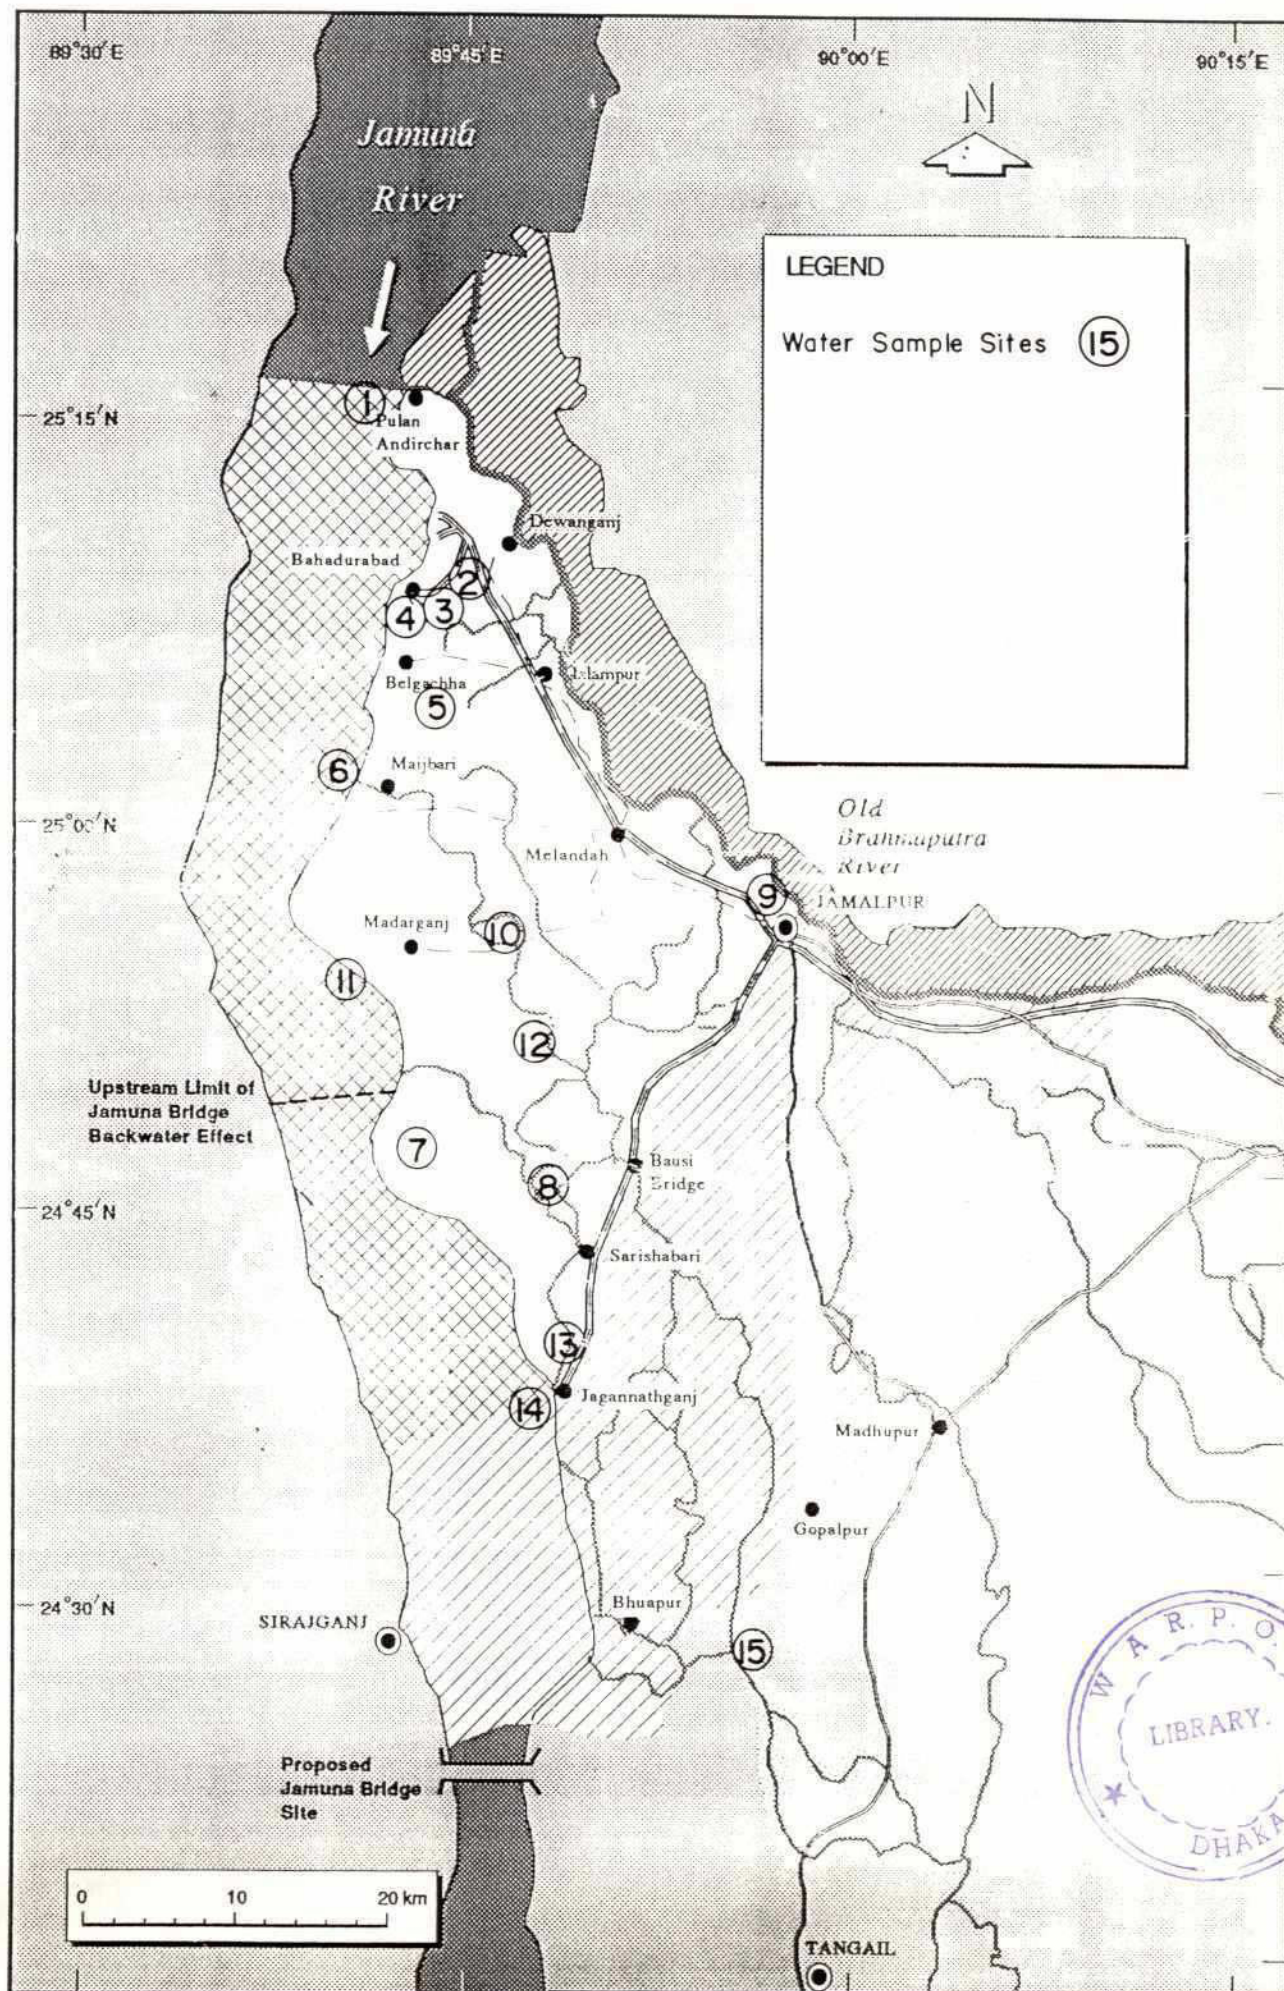 89°30'E
89°45'E
90°00'E
90°15'E
N
Jamuna
River
LEGEND
Water Sample Sites 15
1
25°15'N
Pulan
Andirchar
Dewanganj
Bahadurabad
2
3
4
Belgachha
Islampur
5
6
Maijbari
25°00'N
Old
Brahmaputra
River
Melandah
9
JAMALPUR
Madarganj
10
11
12
Upstream Limit of
Jamuna Bridge
Backwater Effect
7
Bausi
Bridge
8
24°45'N
Sarishabari
13
Jagannathganj
14
Madhupur
Gopalpur
24°30'N
Bhuapur
SIRAJGANJ
15
W A R. P. O.
LIBRARY.
DHAKA
Proposed
Jamuna Bridge
Site
0 10 20 km
TANGAIL